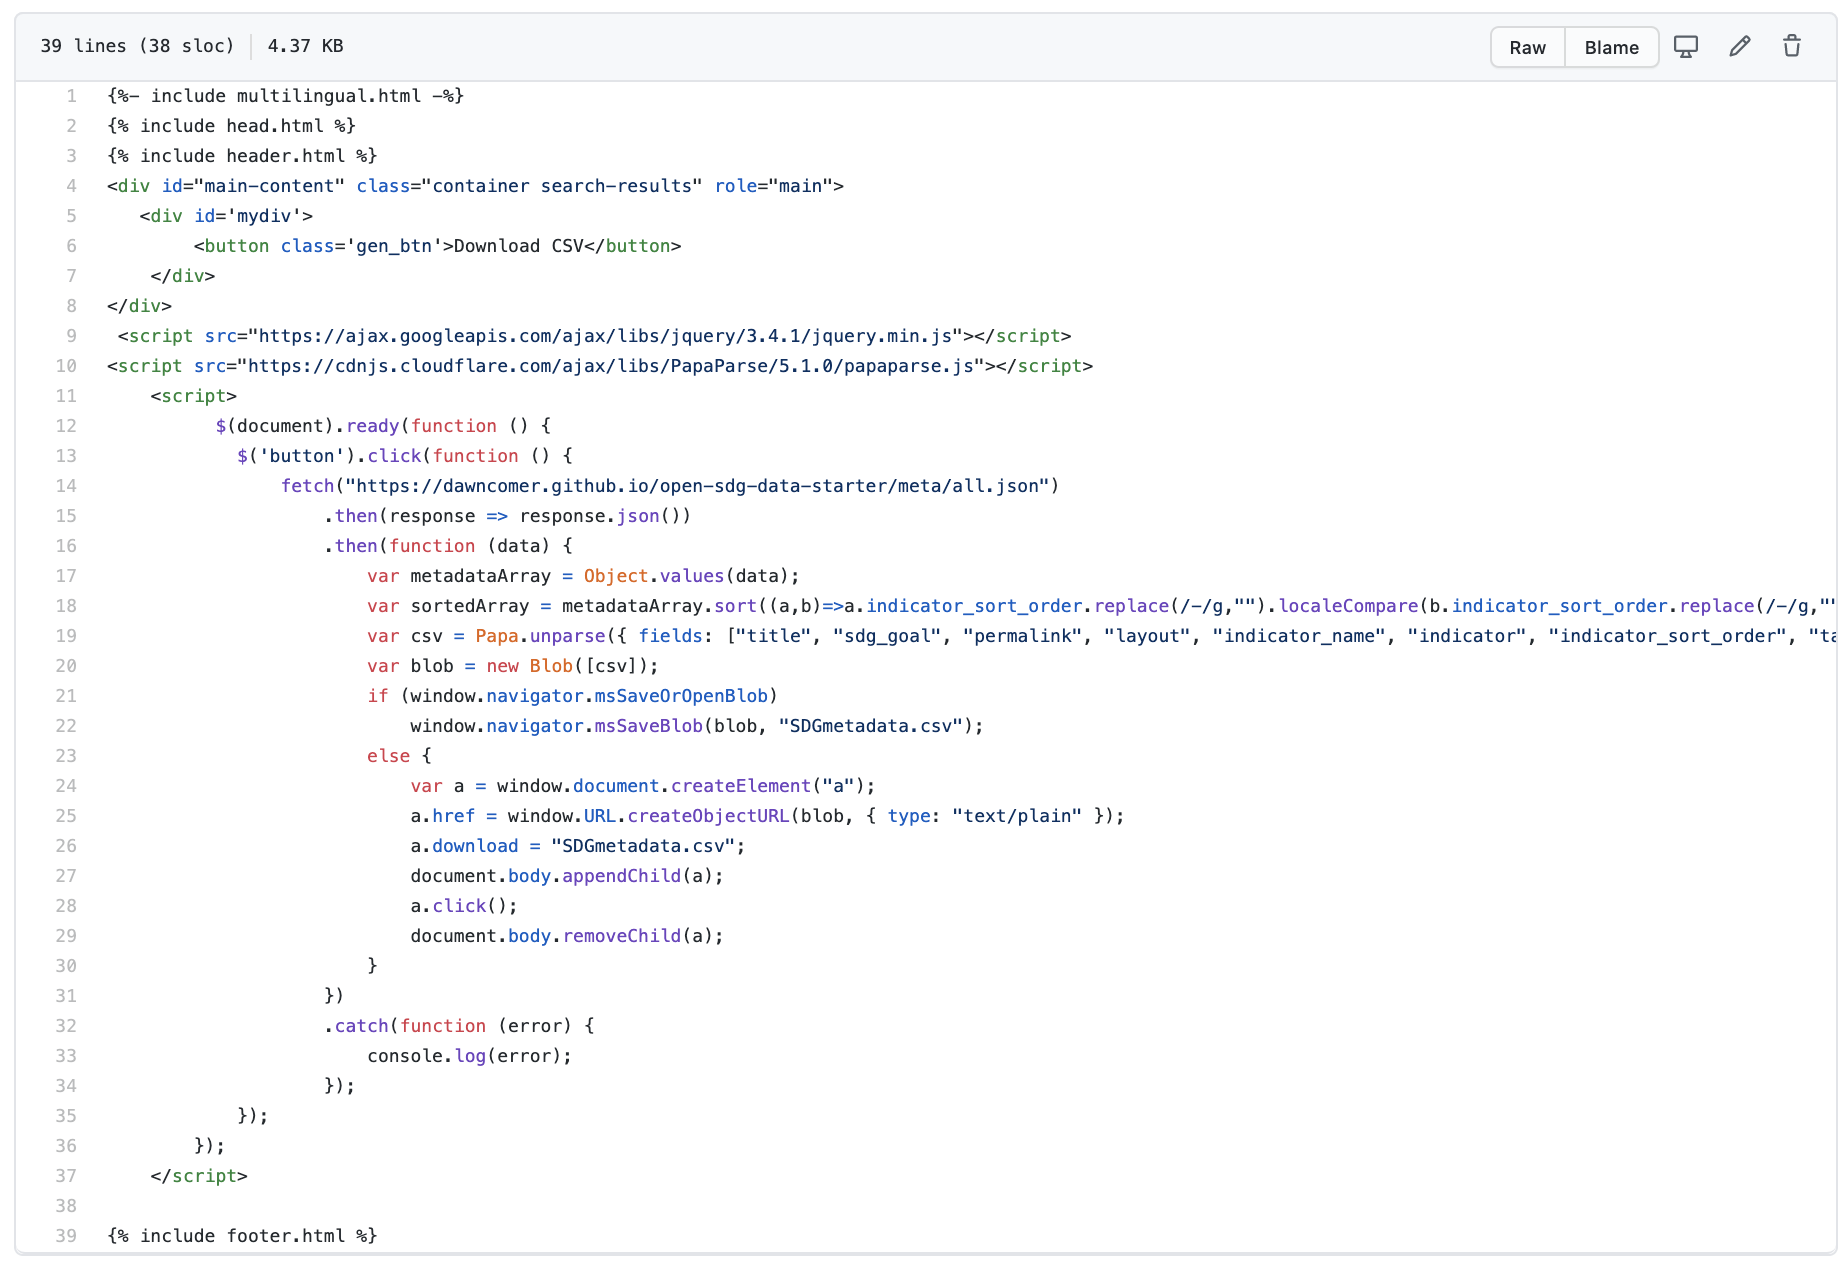 39 lines (38 sloc) 4.37 KB Raw Blame
1 {%- include multilingual.html -%}
2 {% include head.html %}
3 {% include header.html %}
4 <div id="main-content" class="container search-results" role="main">
5 <div id='mydiv'>
6 <button class='gen_btn'>Download CSV</button>
7 </div>
8 </div>
9 <script src="https://ajax.googleapis.com/ajax/libs/jquery/3.4.1/jquery.min.js"></script>
10 <script src="https://cdnjs.cloudflare.com/ajax/libs/PapaParse/5.1.0/papaparse.js"></script>
11 <script>
12 $(document).ready(function () {
13 $('button').click(function () {
14 fetch("https://dawncomer.github.io/open-sdg-data-starter/meta/all.json")
15 .then(response => response.json())
16 .then(function (data) {
17 var metadataArray = Object.values(data);
18 var sortedArray = metadataArray.sort((a,b)=>a.indicator_sort_order.replace(/-/g,"").localeCompare(b.indicator_sort_order.replace(/-/g,""
19 var csv = Papa.unparse({ fields: ["title", "sdg_goal", "permalink", "layout", "indicator_name", "indicator", "indicator_sort_order", "ta
20 var blob = new Blob([csv]);
21 if (window.navigator.msSaveOrOpenBlob)
22 window.navigator.msSaveBlob(blob, "SDGmetadata.csv");
23 else {
24 var a = window.document.createElement("a");
25 a.href = window.URL.createObjectURL(blob, { type: "text/plain" });
26 a.download = "SDGmetadata.csv";
27 document.body.appendChild(a);
28 a.click();
29 document.body.removeChild(a);
30 }
31 })
32 .catch(function (error) {
33 console.log(error);
34 });
35 });
36 });
37 </script>
38
39 {% include footer.html %}